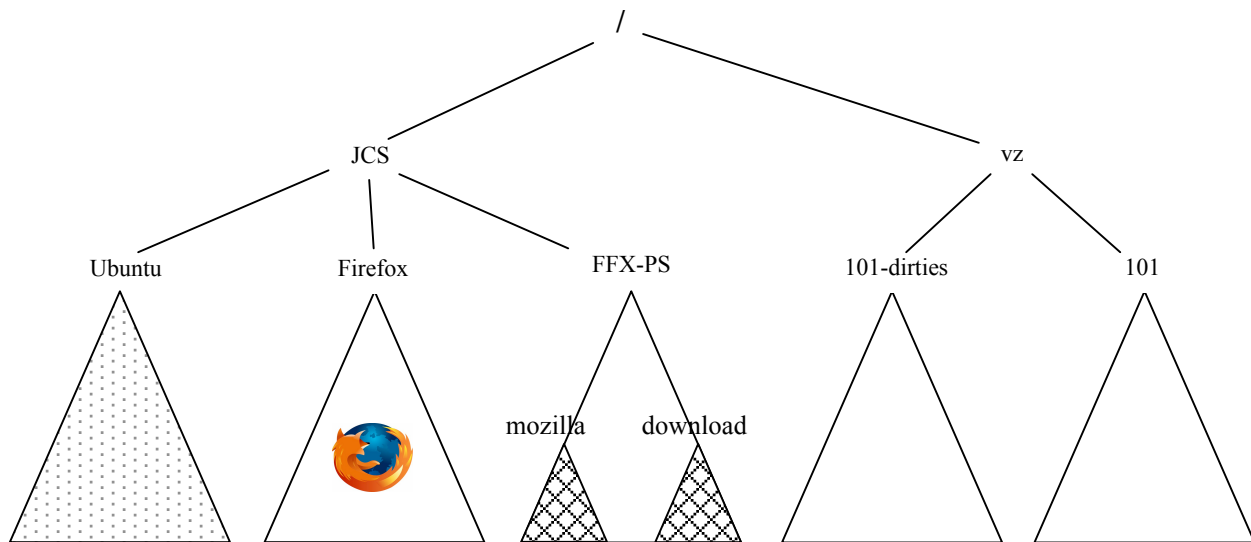 /
JCS
vz
Ubuntu
Firefox
FFX-PS
101-dirties
101
mozilla
download